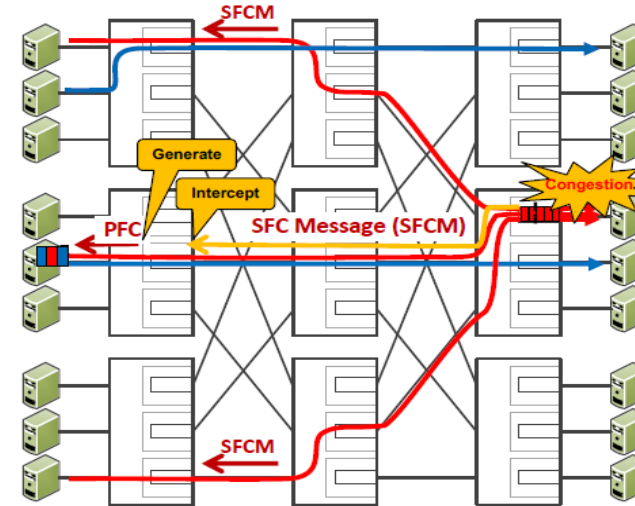 SFCM
Generate
Intercept
Congestion
PFC
SFC Message (SFCM)
SFCM